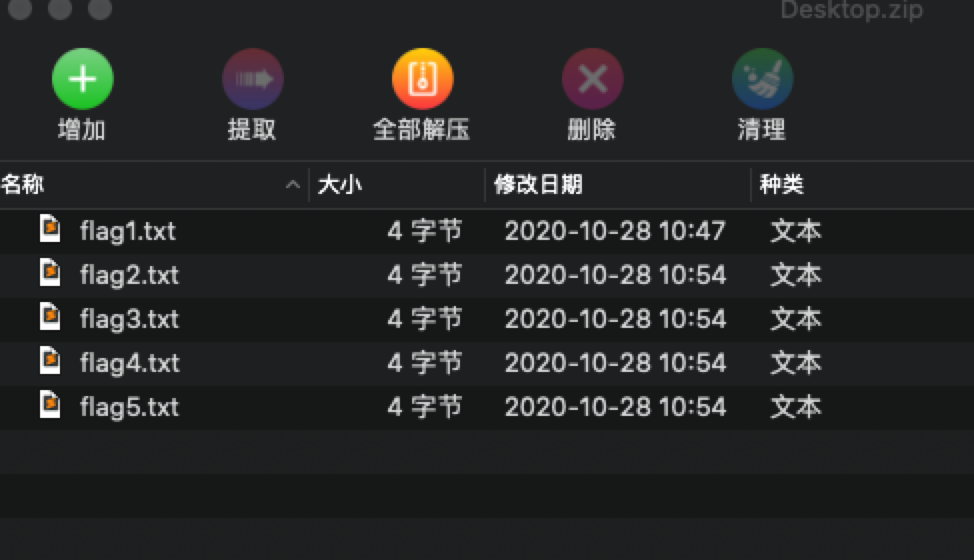 Desktop.zip
增加 提取 全部解压 删除 清理
名称 大小 修改日期 种类
flag1.txt 4 字节 2020-10-28 10:47 文本
flag2.txt 4 字节 2020-10-28 10:54 文本
flag3.txt 4 字节 2020-10-28 10:54 文本
flag4.txt 4 字节 2020-10-28 10:54 文本
flag5.txt 4 字节 2020-10-28 10:54 文本